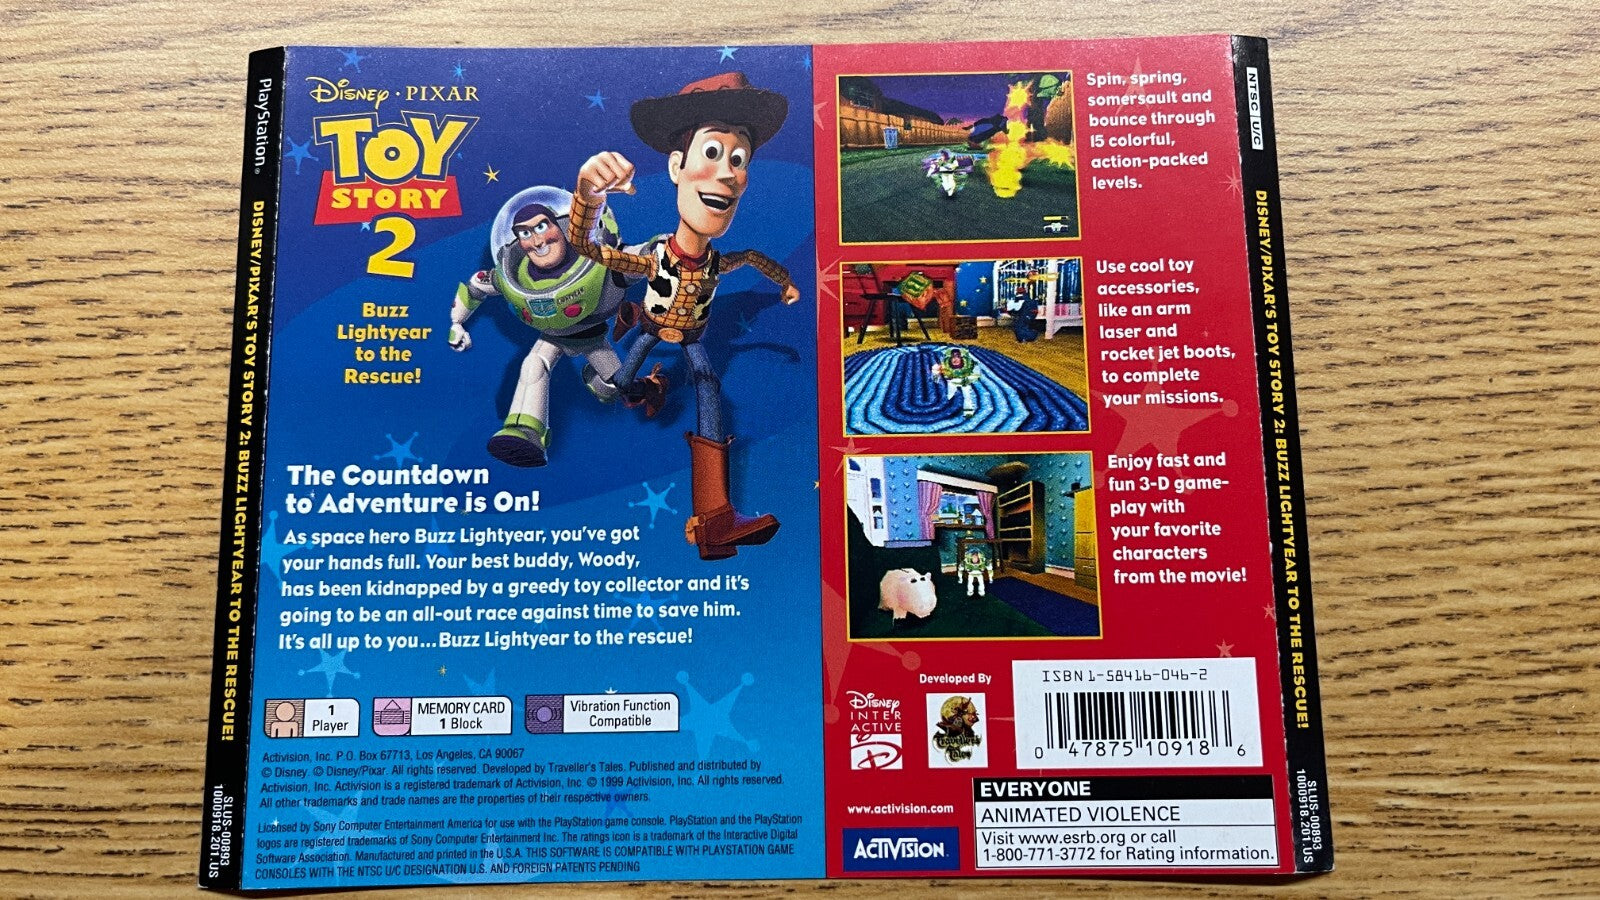 PlayStation®
DISNEY/PIXAR'S TOY STORY 2: BUZZ LIGHTYEAR TO THE RESCUE!
SLUS-00893
1000918.201.US
Disney · PIXAR
TOY
STORY
2
Buzz
Lightyear
to the
Rescue!
The Countdown
to Adventure is On!
As space hero Buzz Lightyear, you've got
your hands full. Your best buddy, Woody,
has been kidnapped by a greedy toy collector and it's
going to be an all-out race against time to save him.
It's all up to you...Buzz Lightyear to the rescue!
1
Player
MEMORY CARD
1 Block
Vibration Function
Compatible
Activision, Inc. P.O. Box 67713, Los Angeles, CA 90067
© Disney. © Disney/Pixar. All rights reserved. Developed by Traveller's Tales. Published and distributed by
Activision, Inc. Activision is a registered trademark of Activision, Inc. © 1999 Activision, Inc. All rights reserved.
All other trademarks and trade names are the properties of their respective owners.
Licensed by Sony Computer Entertainment America for use with the PlayStation game console. PlayStation and the PlayStation
logos are registered trademarks of Sony Computer Entertainment Inc. The ratings icon is a trademark of the Interactive Digital
Software Association. Manufactured and printed in the U.S.A. THIS SOFTWARE IS COMPATIBLE WITH PLAYSTATION GAME
CONSOLES WITH THE NTSC U/C DESIGNATION U.S. AND FOREIGN PATENTS PENDING
Spin, spring,
somersault and
bounce through
15 colorful,
action-packed
levels.
Use cool toy
accessories,
like an arm
laser and
rocket jet boots,
to complete
your missions.
Enjoy fast and
fun 3-D game-
play with
your favorite
characters
from the movie!
Disney
INTER
ACTIVE
D
Developed By
Traveller's
Tales
ISBN 1-58416-046-2
0 47875 10918 6
www.activision.com
ACTIVISION.
EVERYONE
ANIMATED VIOLENCE
Visit www.esrb.org or call
1-800-771-3772 for Rating information.
NTSC U/C
DISNEY/PIXAR'S TOY STORY 2: BUZZ LIGHTYEAR TO THE RESCUE!
SLUS-00893
1000918.201.US